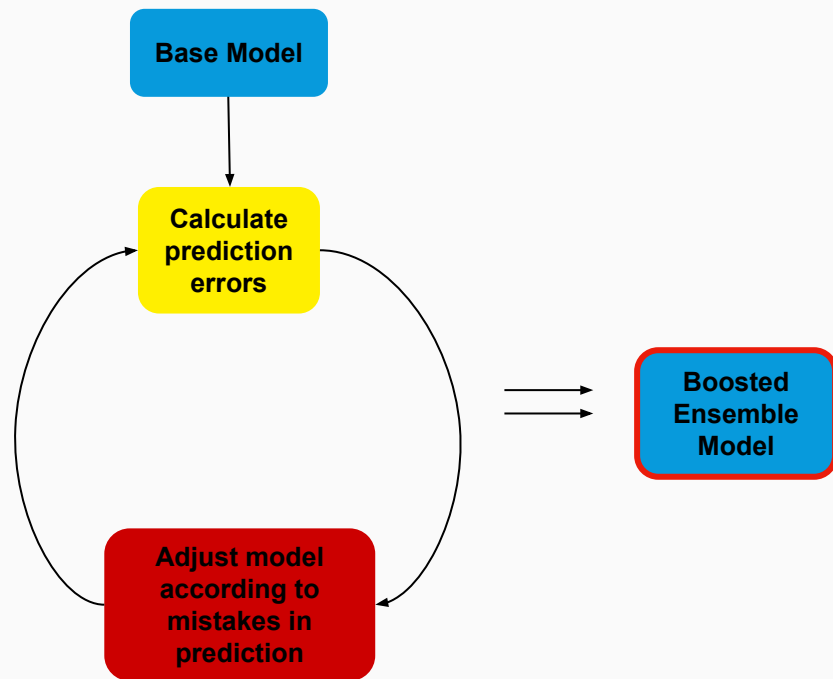 Base Model
Calculate
prediction
errors
Boosted
Ensemble
Model
Adjust model
according to
mistakes in
prediction